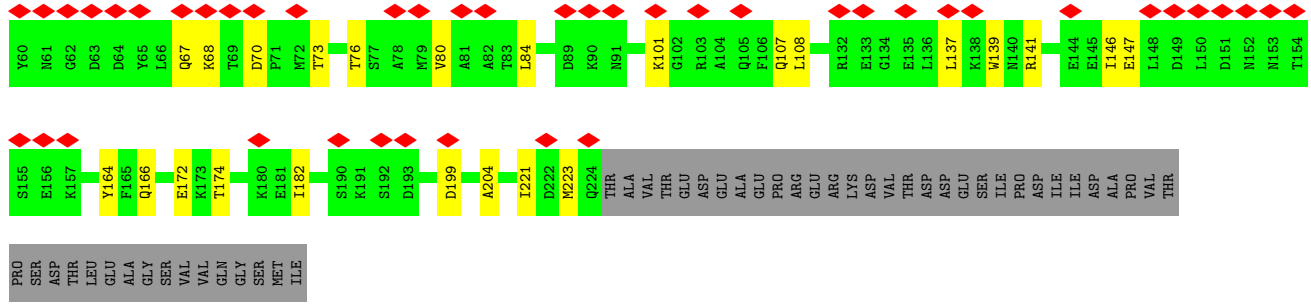 Y60 N61 G62 D63 D64 Y65 L66 Q67 K68 T69 D70 P71 M72 T73 T76 S77 A78 M79 V80 A81 A82 T83 L84 D89 K90 N91 K101 G102 R103 A104 Q105 F106 Q107 L108 R132 E133 G134 E135 L136 L137 K138 W139 N140 R141 E144 E145 I146 E147 L148 D149 L150 D151 N152 N153 T154
S155 E156 K157 Y164 F165 Q166 E172 K173 T174 K180 E181 I182 S190 K191 S192 D193 D199 A204 I221 D222 M223 Q224 THR ALA VAL THR GLU ASP GLU ALA GLU PRO ARG GLU ARG LYS ASP VAL THR ASP ASP GLU SER ILE PRO ASP ILE ILE ASP ALA PRO VAL THR
PRO SER ASP THR LEU GLU ALA GLY SER VAL VAL GLN GLY SER MET ILE